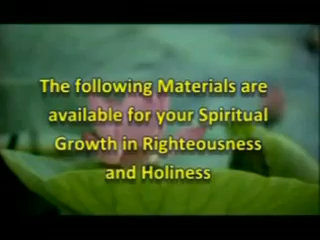 The following Materials are
available for your Spiritual
Growth in Righteousness
and Holiness